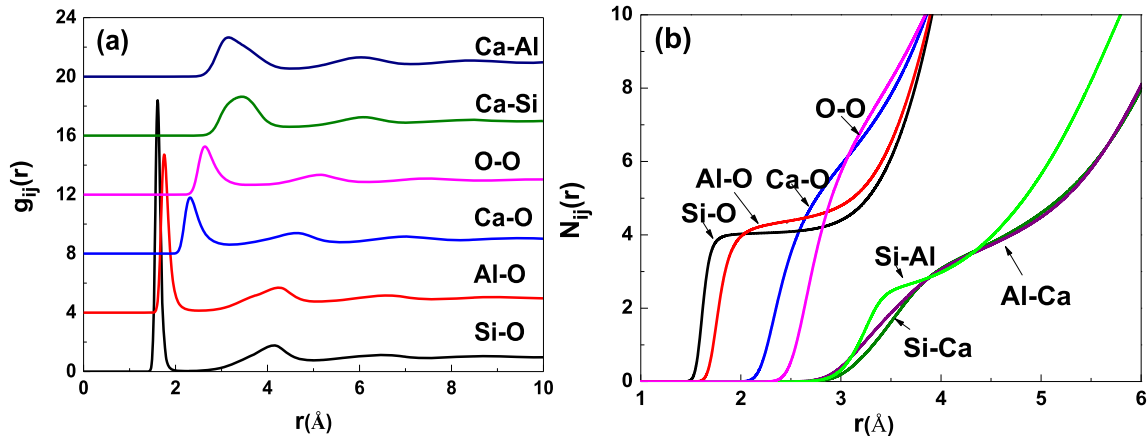 (a)
24
20
16
12
8
4
0
g_ij(r)
Ca-Al
Ca-Si
O-O
Ca-O
Al-O
Si-O
0 2 4 6 8 10
r(Å)
(b)
10
8
6
4
2
0
N_ij(r)
O-O
Al-O Ca-O
Si-O
Si-Al
Al-Ca
Si-Ca
1 2 3 4 5 6
r(Å)